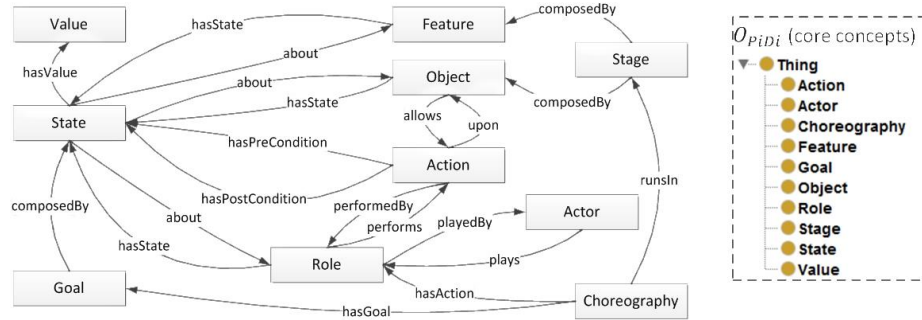 Value
hasState
Feature
composedBy
hasValue
about
Stage
about
Object
hasState
composedBy
State
allows
upon
hasPreCondition
Action
runsIn
hasPostCondition
composedBy
about
performedBy
performs
playedBy
Actor
hasState
plays
Role
Goal
hasAction
Choreography
hasGoal
O_PiDi (core concepts)
Thing
Action
Actor
Choreography
Feature
Goal
Object
Role
Stage
State
Value